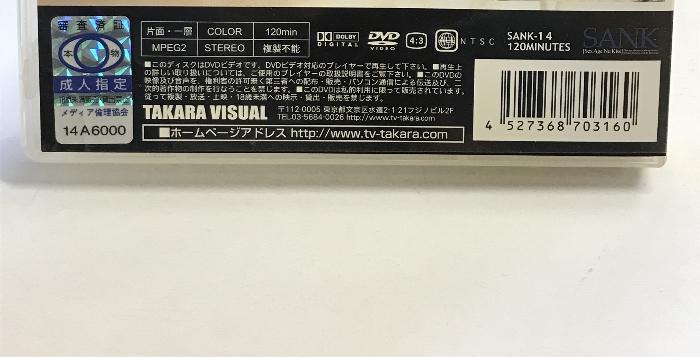 審査済証
本 物
成人指定
メディア倫理協会
14A6000
片面・一層 COLOR 120min
MPEG2 STEREO 複製不能
DOLBY DIGITAL DVD VIDEO 4:3 NTSC
■このディスクはDVDビデオです。DVDビデオ対応のプレイヤーで再生して下さい。■再生上
の詳しい取り扱いについては、ご使用のプレイヤーの取扱説明書をご覧下さい。■このDVDの
映像及び音声を、権利者の許可無く第三者への配布・販売・パソコン通信による伝送及び、二
次的著作物の制作を行なうことを禁じます。■このDVDは私的利用に限って販売されています。
従って複製・放送・上映・18歳未満への映示・貸出・販売を禁じます。
TAKARA VISUAL
〒112-0005 東京都文京区水道2-1-21フジノビル2F
TEL03-5684-0026 http://www.tv-takara.com
■ホームページアドレス http://www.tv-takara.com
SANK-14
120MINUTES
SANK
4 527368 703160